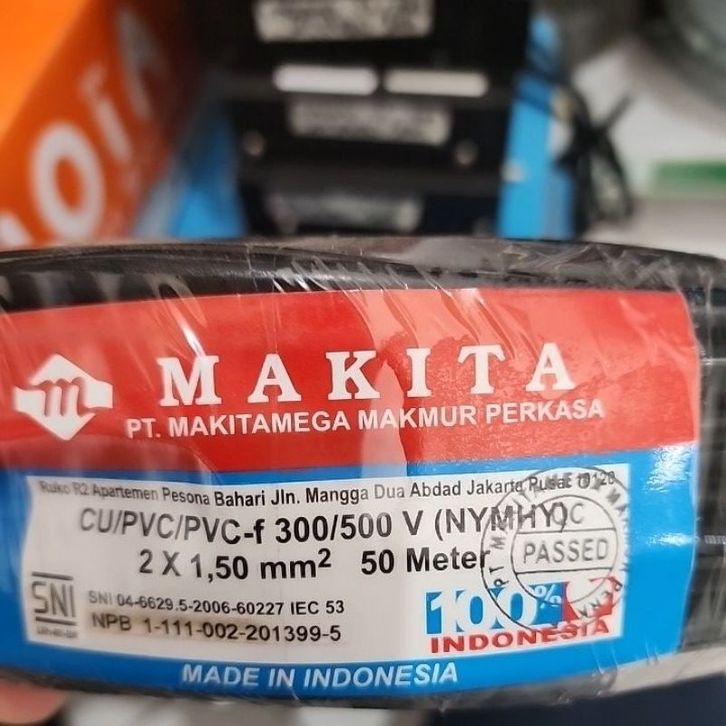 MAKITA
m
PT. MAKITAMEGA MAKMUR PERKASA
Ruko R2 Apartemen Pesona Bahari Jln. Mangga Dua Abdad Jakarta Pusat 10120
CU/PVC/PVC-f 300/500 V (NYMHY)
2 X 1,50 mm² 50 Meter
QC
PASSED
SNI
SNI 04-6629.5-2006-60227 IEC 53
NPB 1-111-002-201399-5
100%
INDONESIA
MADE IN INDONESIA